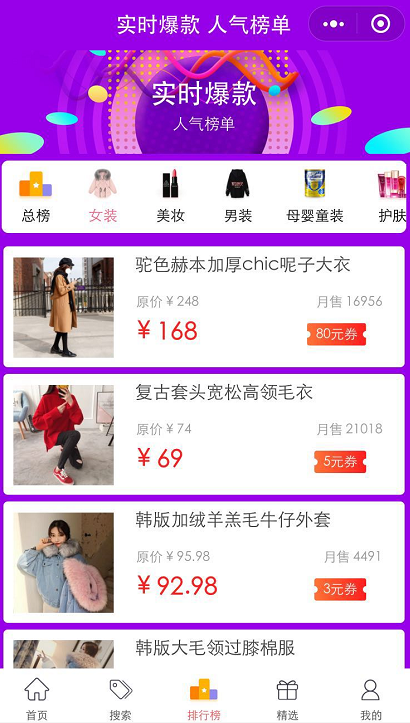 实时爆款 人气榜单
实时爆款
人气榜单
总榜 女装 美妆 男装 母婴童装 护肤
驼色赫本加厚chic呢子大衣
原价 ¥ 248 月售 16956
¥ 168 80元券
复古套头宽松高领毛衣
原价 ¥ 74 月售 21018
¥ 69 5元券
韩版加绒羊羔毛牛仔外套
原价 ¥ 95.98 月售 4491
¥ 92.98 3元券
韩版大毛领过膝棉服
首页 搜索 排行榜 精选 我的